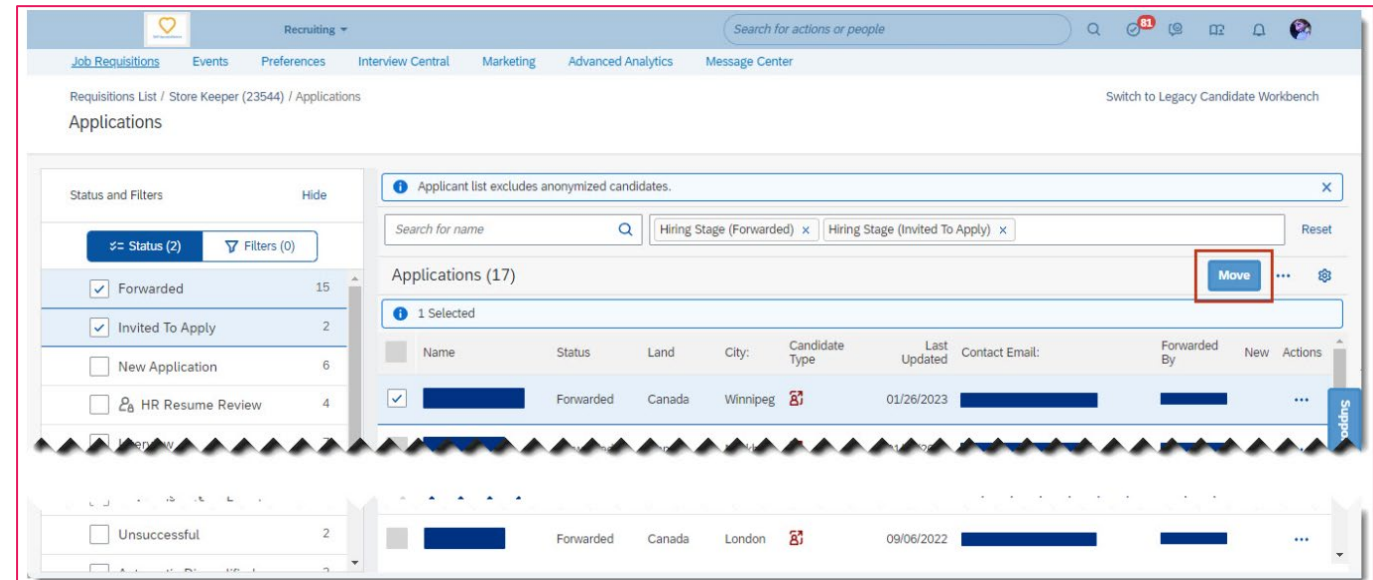 Recruiting
Search for actions or people
81
Job Requisitions Events Preferences Interview Central Marketing Advanced Analytics Message Center
Requisitions List / Store Keeper (23544) / Applications
Switch to Legacy Candidate Workbench
Applications
Status and Filters Hide
Status (2) Filters (0)
Forwarded 15
Invited To Apply 2
New Application 6
HR Resume Review 4
Unsuccessful 2
Applicant list excludes anonymized candidates.
Search for name
Hiring Stage (Forwarded) x Hiring Stage (Invited To Apply) x
Reset
Applications (17)
Move
1 Selected
Name Status Land City: Candidate Type Last Updated Contact Email: Forwarded By New Actions
Forwarded Canada Winnipeg 01/26/2023
Forwarded Canada London 09/06/2022